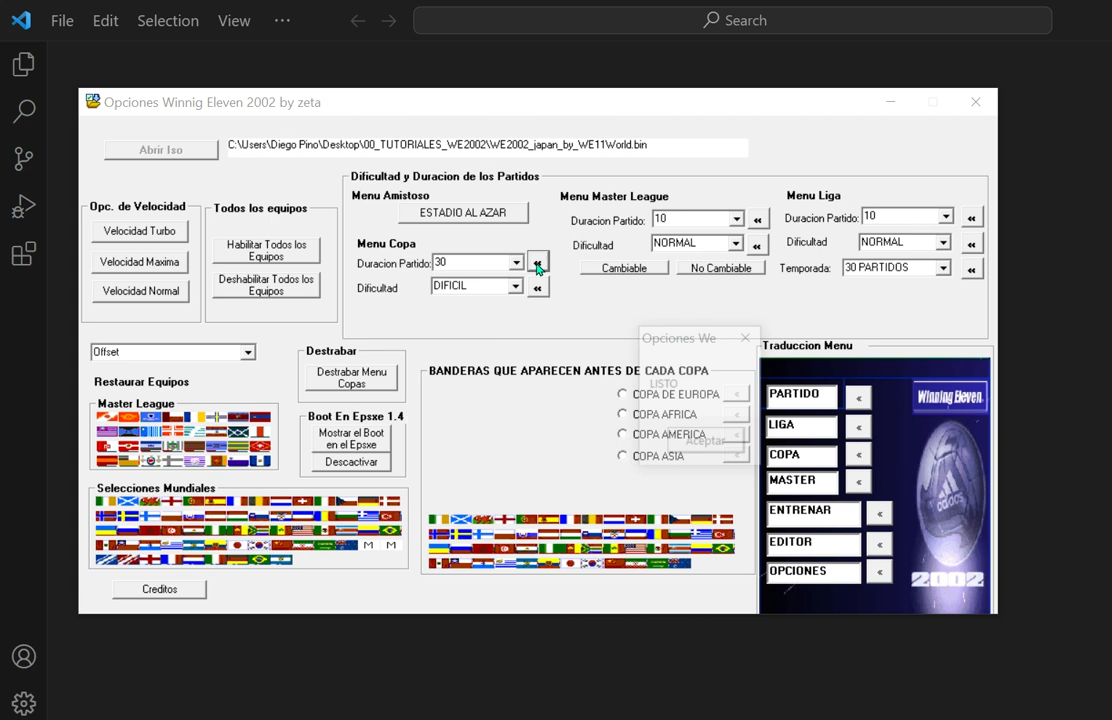 File Edit Selection View ··· Search
Opciones Winnig Eleven 2002 by zeta
Abrir Iso
C:\Users\Diego Pino\Desktop\00_TUTORIALES_WE2002\WE2002_japan_by_WE11World.bin
Opc. de Velocidad
Velocidad Turbo
Velocidad Maxima
Velocidad Normal
Todos los equipos
Habilitar Todos los
Equipos
Deshabilitar Todos los
Equipos
Dificultad y Duracion de los Partidos
Menu Amistoso
ESTADIO AL AZAR
Menu Copa
Duracion Partido: 30
Dificultad DIFICIL
Menu Master League
Duracion Partido: 10
Dificultad NORMAL
Cambiable No Cambiable
Menu Liga
Duracion Partido: 10
Dificultad NORMAL
Temporada: 30 PARTIDOS
Offset
Restaurar Equipos
Master League
Selecciones Mundiales
M M
Creditos
Destrabar
Destrabar Menu
Copas
Boot En Epsxe 1.4
Mostrar el Boot
en el Epsxe
Descactivar
BANDERAS QUE APARECEN ANTES DE CADA COPA
COPA DE EUROPA
COPA AFRICA
COPA AMERICA
COPA ASIA
Opciones We
LISTO
Aceptar
Traduccion Menu
PARTIDO
LIGA
COPA
MASTER
ENTRENAR
EDITOR
OPCIONES
Winning Eleven
adidas
2002